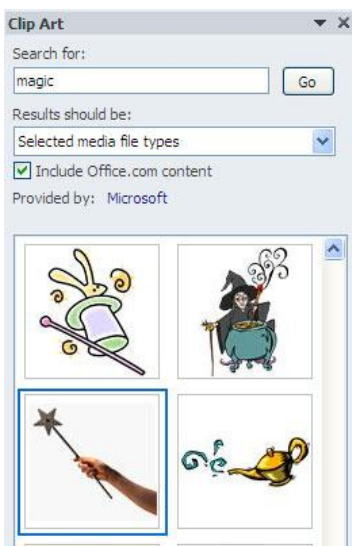 Clip Art
Search for:
magic
Go
Results should be:
Selected media file types
Include Office.com content
Provided by: Microsoft